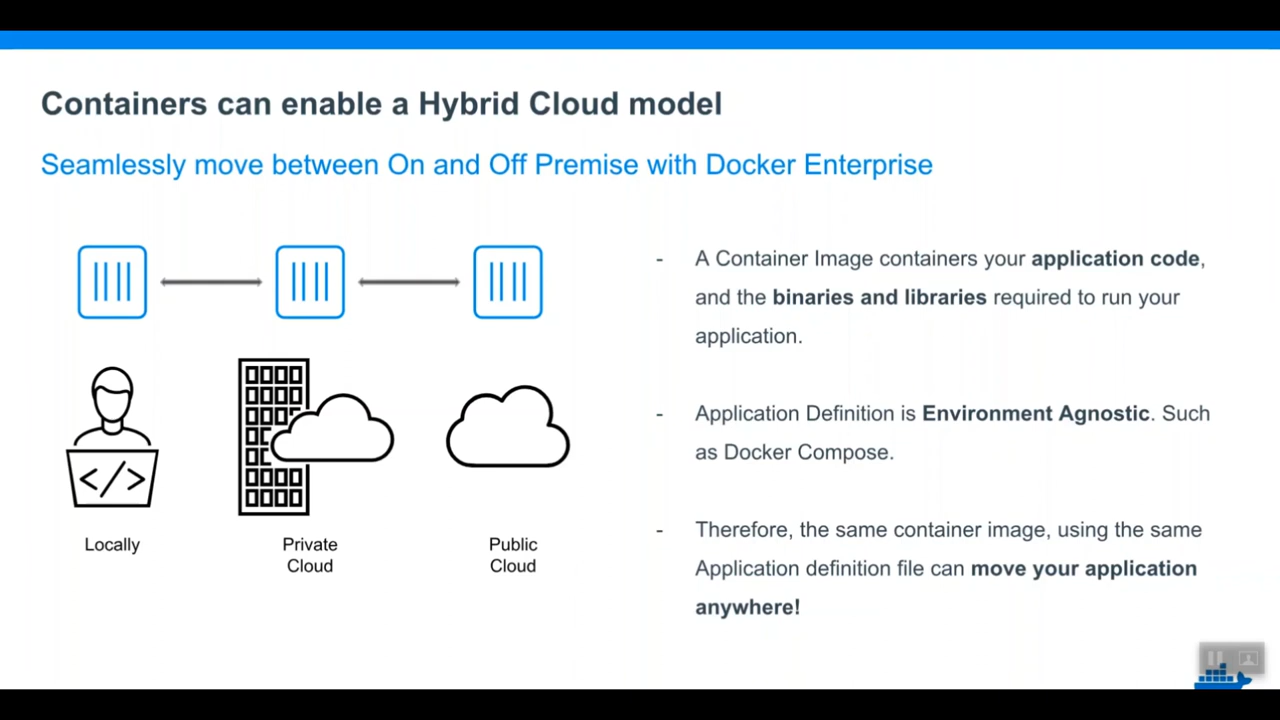 Containers can enable a Hybrid Cloud model
Seamlessly move between On and Off Premise with Docker Enterprise
</>
Locally
Private
Cloud
Public
Cloud
- A Container Image containers your application code,
and the binaries and libraries required to run your
application.
- Application Definition is Environment Agnostic. Such
as Docker Compose.
- Therefore, the same container image, using the same
Application definition file can move your application
anywhere!